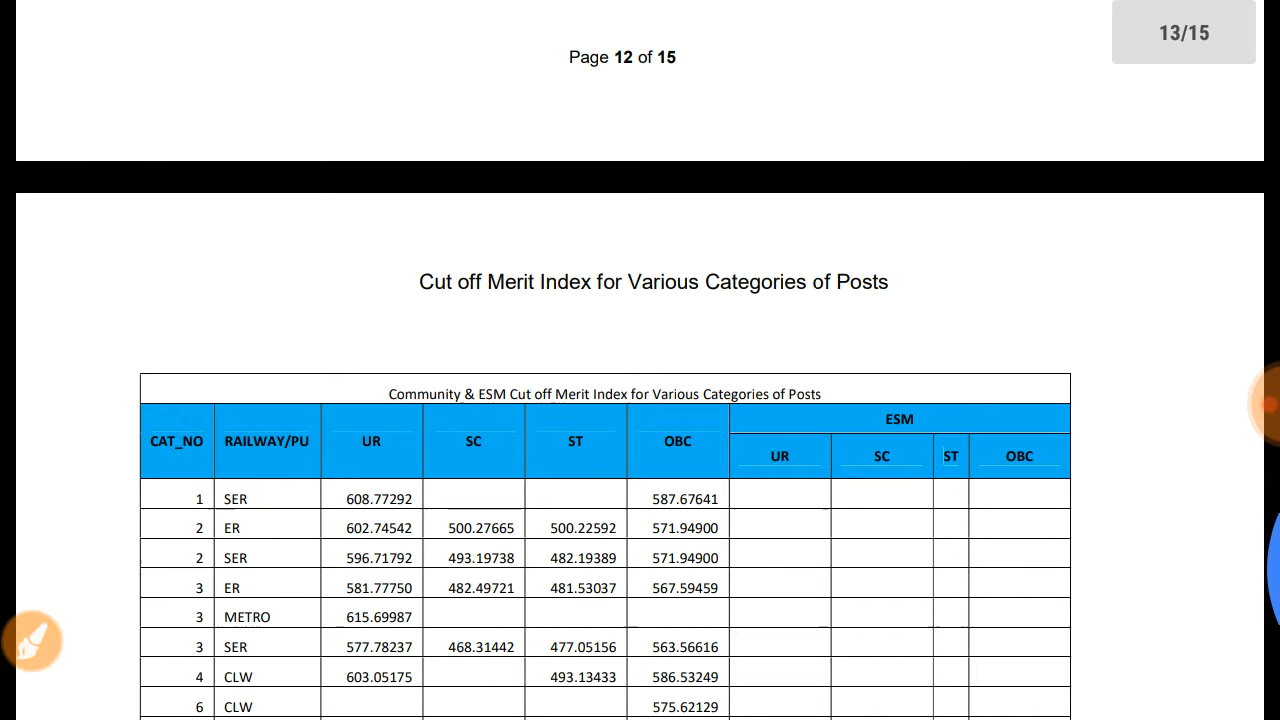 13/15
Page 12 of 15
Cut off Merit Index for Various Categories of Posts
Community & ESM Cut off Merit Index for Various Categories of Posts
CAT_NO RAILWAY/PU UR SC ST OBC ESM
UR SC ST OBC
1 SER 608.77292 587.67641
2 ER 602.74542 500.27665 500.22592 571.94900
2 SER 596.71792 493.19738 482.19389 571.94900
3 ER 581.77750 482.49721 481.53037 567.59459
3 METRO 615.69987
3 SER 577.78237 468.31442 477.05156 563.56616
4 CLW 603.05175 493.13433 586.53249
6 CLW 575.62129